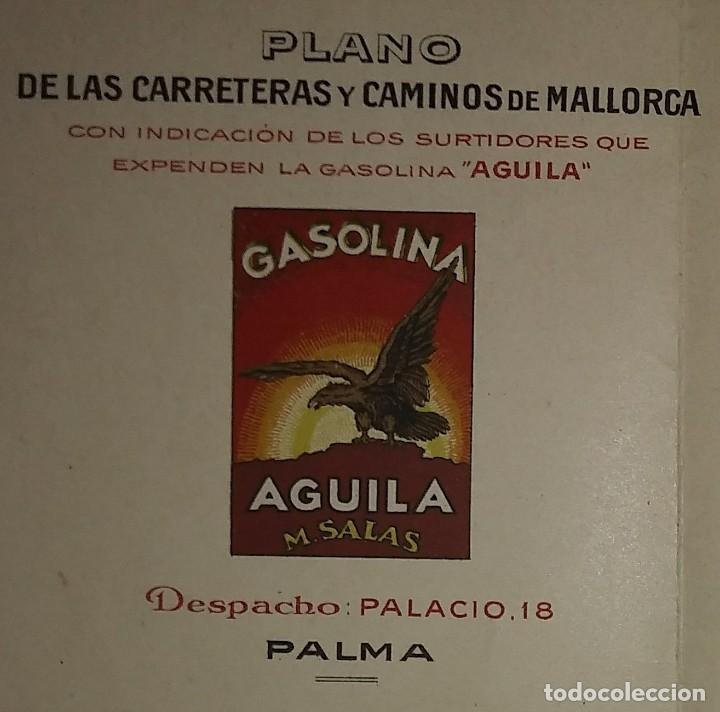 PLANO
DE LAS CARRETERAS Y CAMINOS DE MALLORCA
CON INDICACIÓN DE LOS SURTIDORES QUE
EXPENDEN LA GASOLINA "AGUILA"
GASOLINA
AGUILA
M. SALAS
Despacho: PALACIO, 18
PALMA
todocoleccion